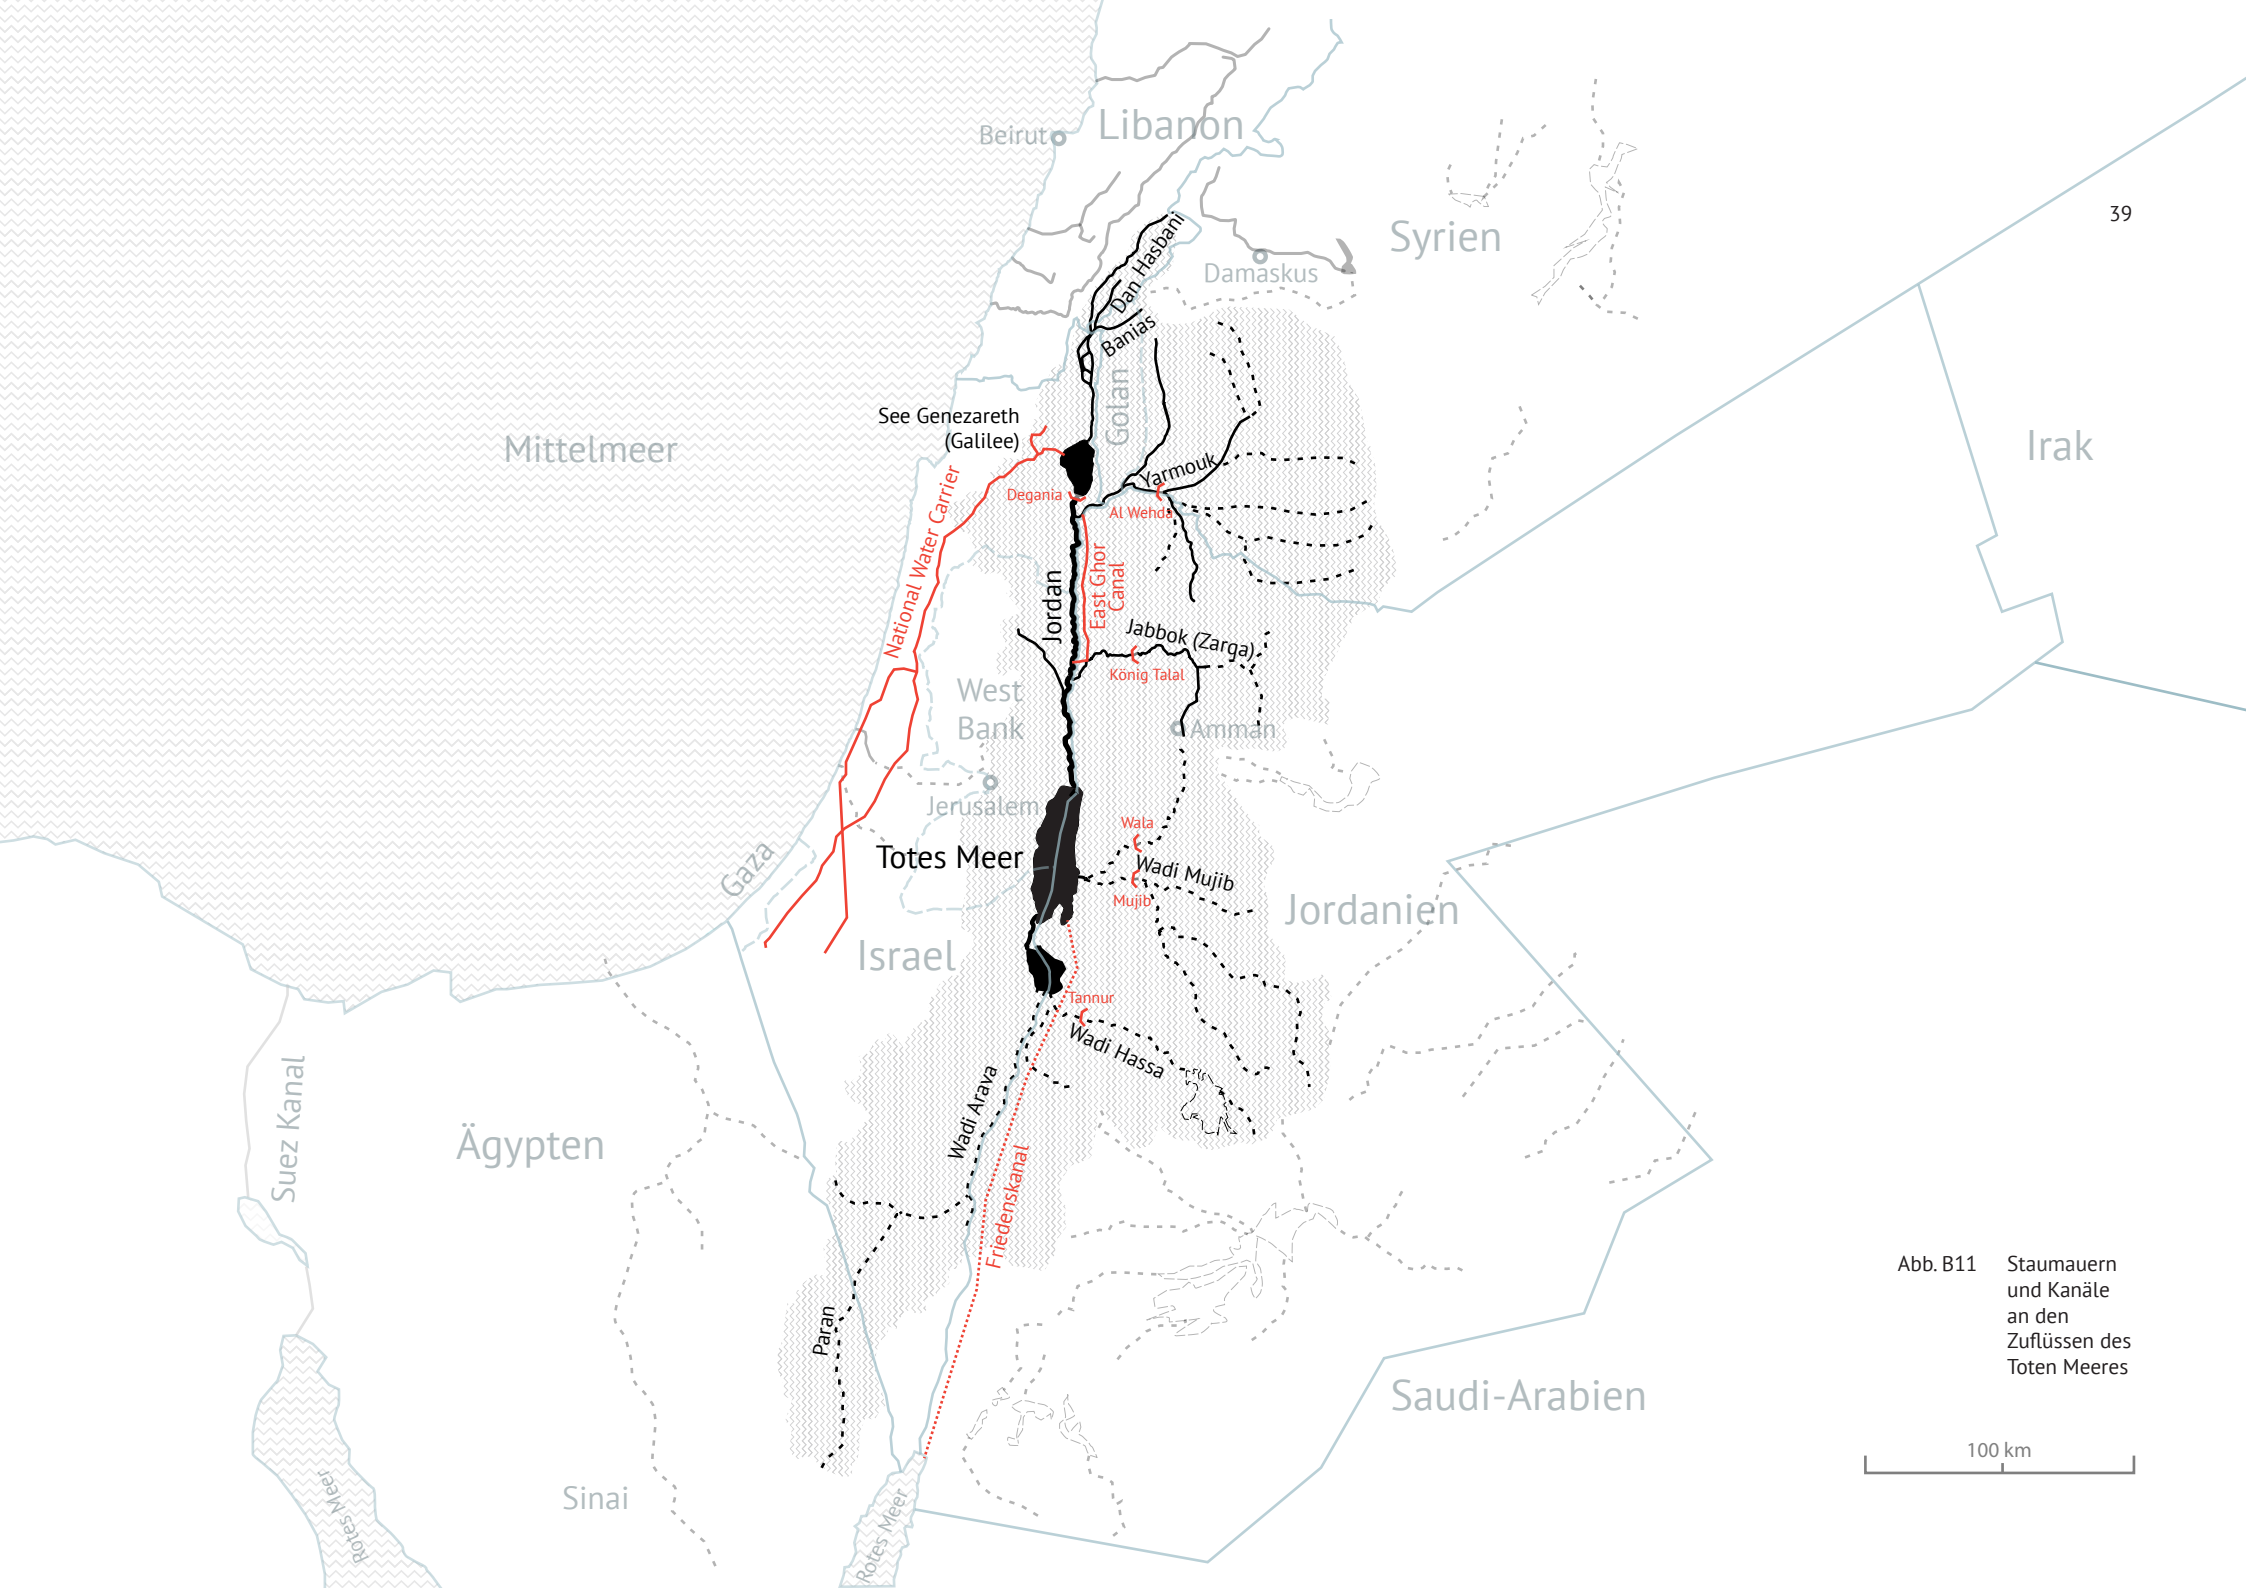 Beirut
Libanon
39
Syrien
Damaskus
Hasbani
Dan
Banias
Golan
See Genezareth
(Galilee)
Mittelmeer
Irak
Yarmouk
Degania
Al Wehda
National Water Carrier
Jordan
East Ghor
Canal
Jabbok (Zarqa)
König Talal
West
Bank
Amman
Jerusalem
Wala
Totes Meer
Wadi Mujib
Mujib
Gaza
Jordanien
Israel
Tannur
Wadi Hassa
Suez Kanal
Ägypten
Wadi Arava
Friedenskanal
Paran
Abb. B11
Staumauern
und Kanäle
an den
Zuflüssen des
Toten Meeres
Saudi-Arabien
100 km
Sinai
Rotes Meer
Rotes Meer